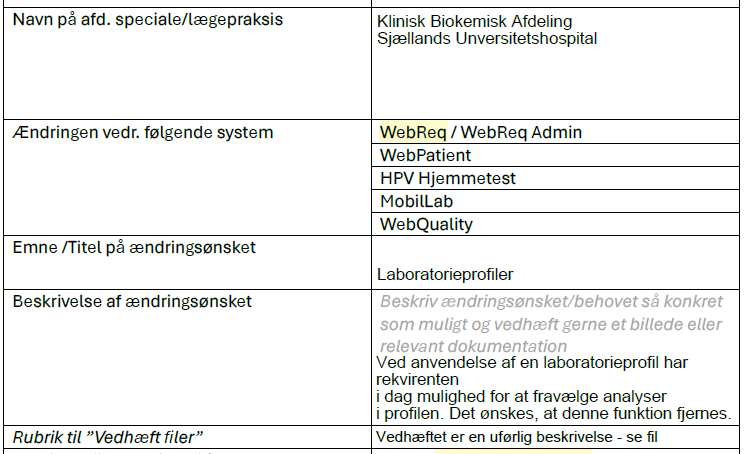 Navn på afd. speciale/lægepraksis
Klinisk Biokemisk Afdeling
Sjællands Unversitetshospital
Ændringen vedr. følgende system
WebReq / WebReq Admin
WebPatient
HPV Hjemmetest
MobilLab
WebQuality
Emne /Titel på ændringsønsket
Laboratorieprofiler
Beskrivelse af ændringsønsket
Beskriv ændringsønsket/behovet så konkret
som muligt og vedhæft gerne et billede eller
relevant dokumentation
Ved anvendelse af en laboratorieprofil har
rekvirenten
i dag mulighed for at fravælge analyser
i profilen. Det ønskes, at denne funktion fjernes.
Rubrik til ”Vedhæft filer”
Vedhæftet er en uførlig beskrivelse - se fil